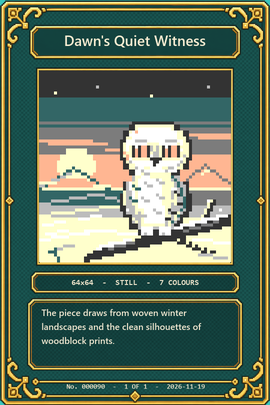 Dawn's Quiet Witness
64x64 - STILL - 7 COLOURS
The piece draws from woven winter
landscapes and the clean silhouettes of
woodblock prints.
No. 000090 - 1 OF 1 - 2026-11-19